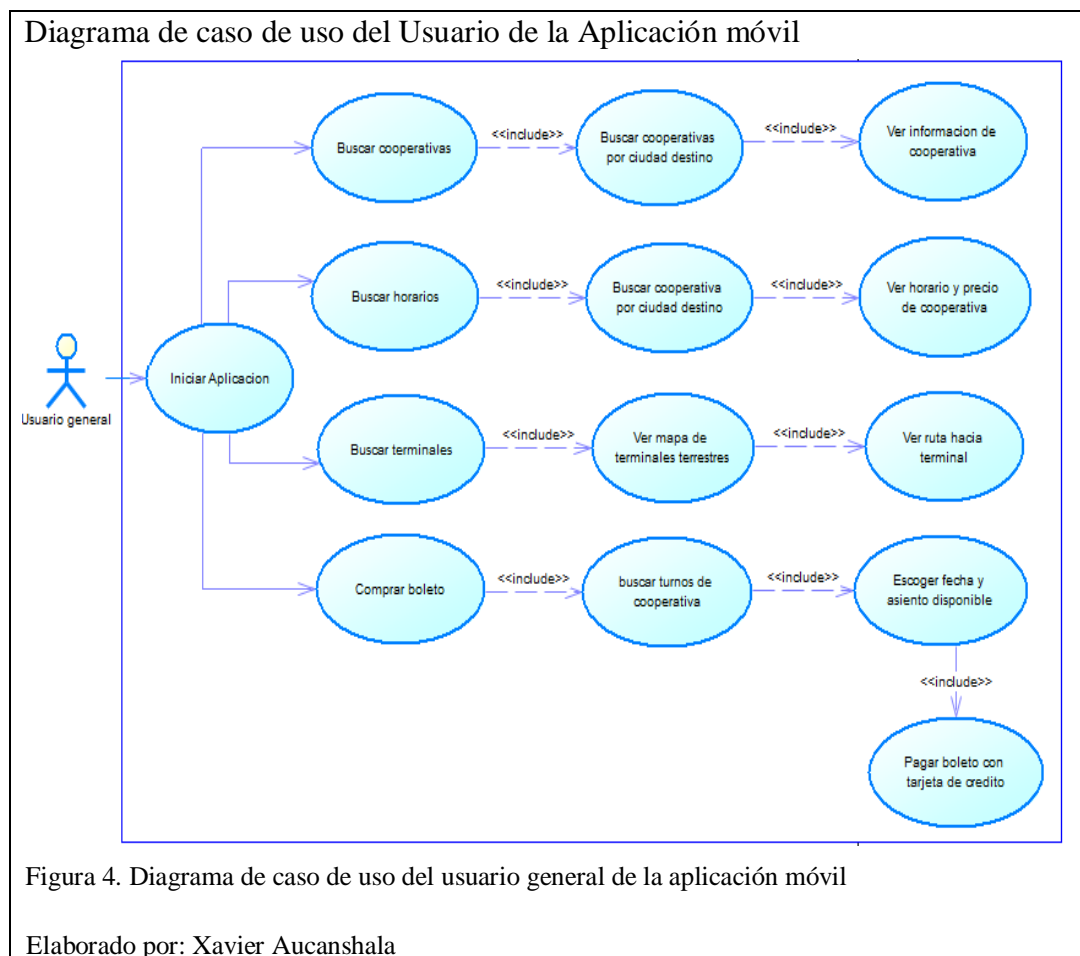 Diagrama de caso de uso del Usuario de la Aplicación móvil
Buscar cooperativas
<<include>>
Buscar cooperativas
por ciudad destino
<<include>>
Ver informacion de
cooperativa
Buscar horarios
<<include>>
Buscar cooperativa
por ciudad destino
<<include>>
Ver horario y precio
de cooperativa
Usuario general
Iniciar Aplicacion
Buscar terminales
<<include>>
Ver mapa de
terminales terrestres
<<include>>
Ver ruta hacia
terminal
Comprar boleto
<<include>>
buscar turnos de
cooperativa
<<include>>
Escoger fecha y
asiento disponible
<<include>>
Pagar boleto con
tarjeta de credito
Figura 4. Diagrama de caso de uso del usuario general de la aplicación móvil
Elaborado por: Xavier Aucanshala